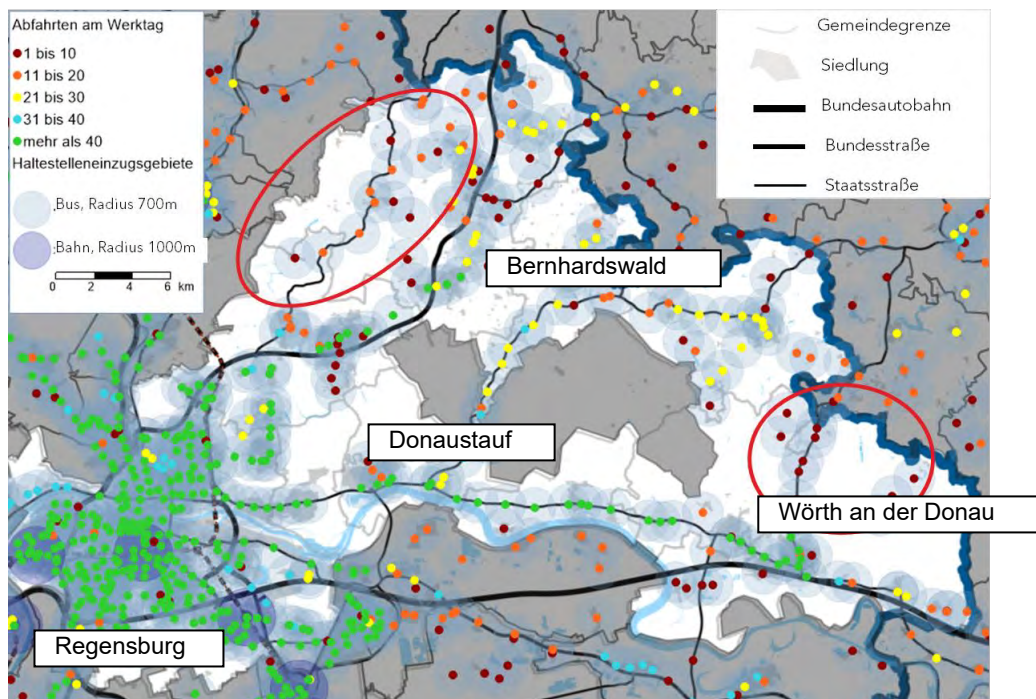 Abfahrten am Werktag
1 bis 10
11 bis 20
21 bis 30
31 bis 40
mehr als 40
Haltestelleneinzugsgebiete
Bus, Radius 700m
Bahn, Radius 1000m
0 2 4 6
km
Gemeindegrenze
Siedlung
Bundesautobahn
Bundesstraße
Staatsstraße
Bernhardswald
Donaustauf
Wörth an der Donau
Regensburg